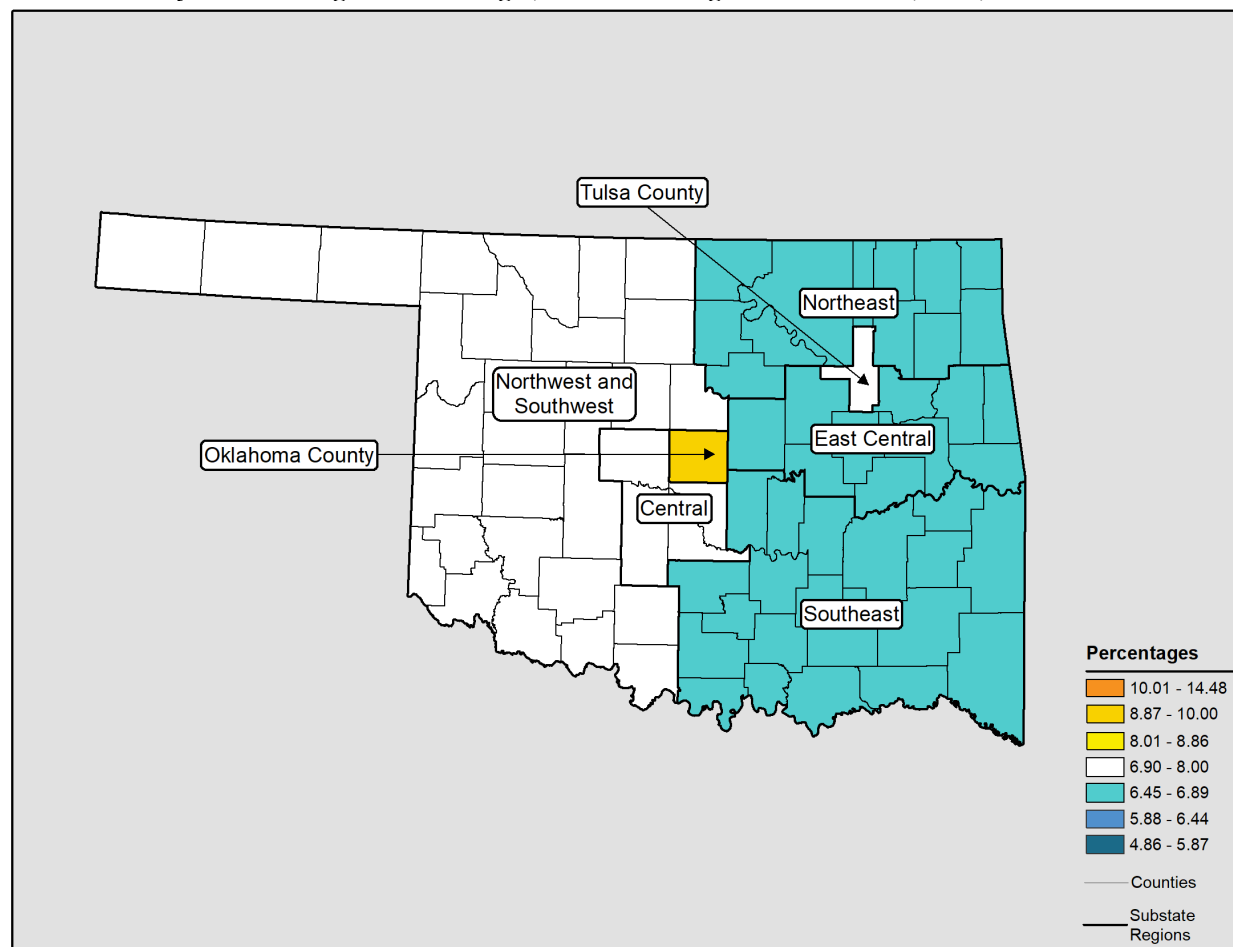 Tulsa County
Northeast
Northwest and
Southwest
East Central
Oklahoma County
Central
Southeast
Percentages
10.01 - 14.48
8.87 - 10.00
8.01 - 8.86
6.90 - 8.00
6.45 - 6.89
5.88 - 6.44
4.86 - 5.87
Counties
Substate
Regions